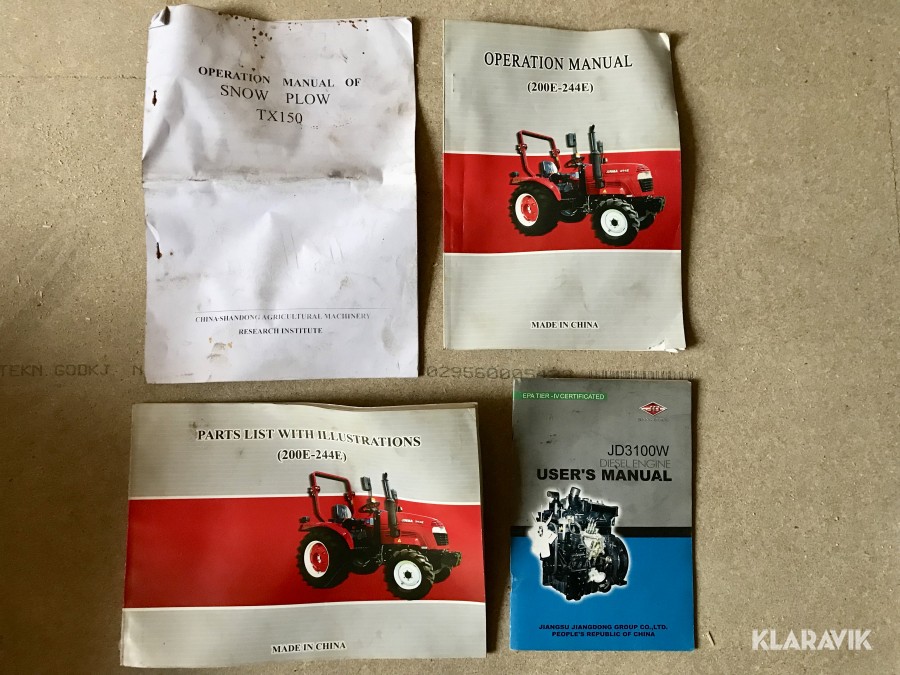 OPERATION MANUAL OF
SNOW PLOW
TX150
CHINA-SHANDONG AGRICULTURAL MACHINERY
RESEARCH INSTITUTE
OPERATION MANUAL
(200E-244E)
MADE IN CHINA
TEKN.GODKJ. N
029560005
PARTS LIST WITH ILLUSTRATIONS
(200E-244E)
MADE IN CHINA
EPA TIER -IV CERTIFICATED
JD3100W
DIESEL ENGINE
USER'S MANUAL
JIANGSU JIANGDONG GROUP CO.,LTD.
PEOPLE'S REPUBLIC OF CHINA
KLARAVIK